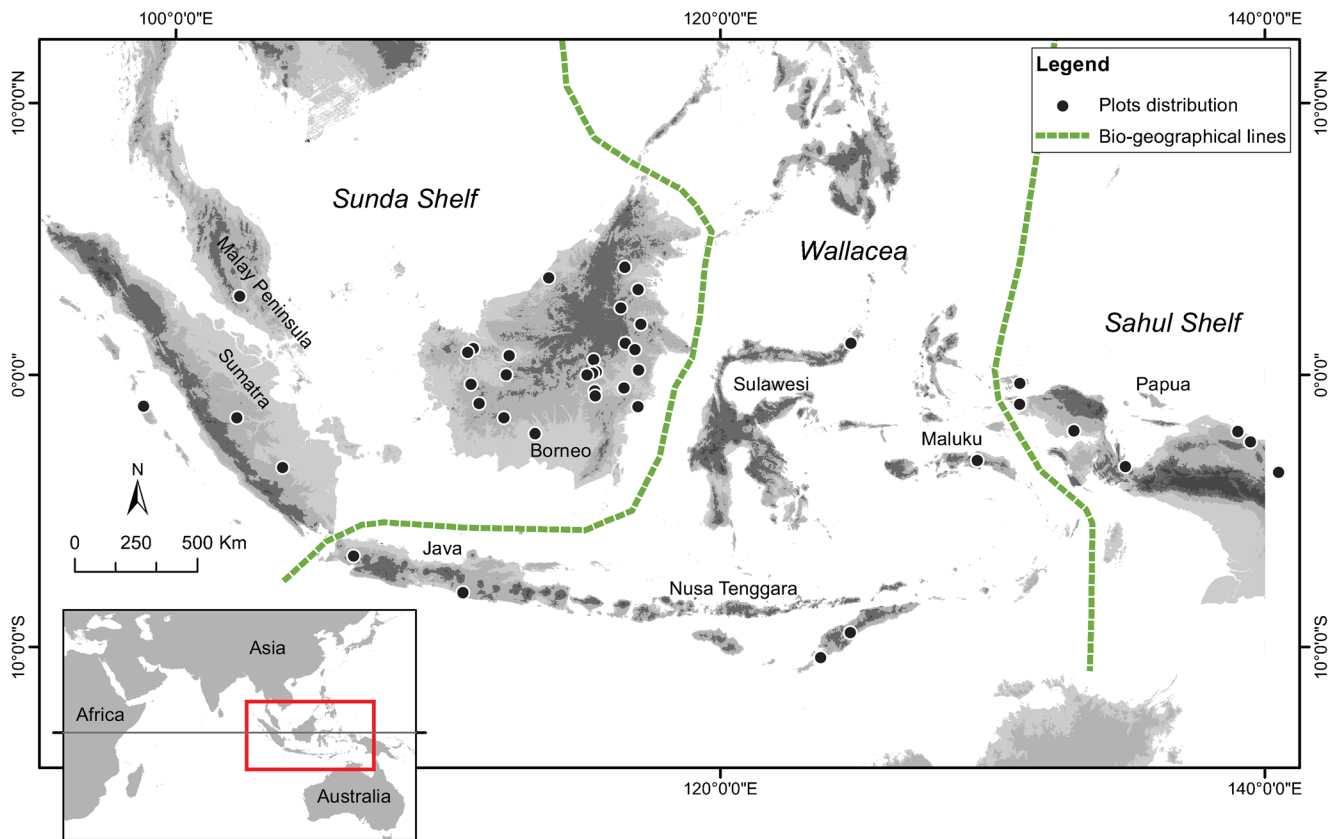 100°0'0"E
120°0'0"E
140°0'0"E
10°0'0"N
10°0'0"N
Legend
Plots distribution
Bio-geographical lines
Sunda Shelf
Wallacea
Malay Peninsula
Sahul Shelf
Sumatra
0°0'0"
0°0'0"
Sulawesi
Papua
Borneo
Maluku
N
0 250 500 Km
Java
Nusa Tenggara
10°0'0"S
10°0'0"S
Asia
Africa
Australia
120°0'0"E
140°0'0"E